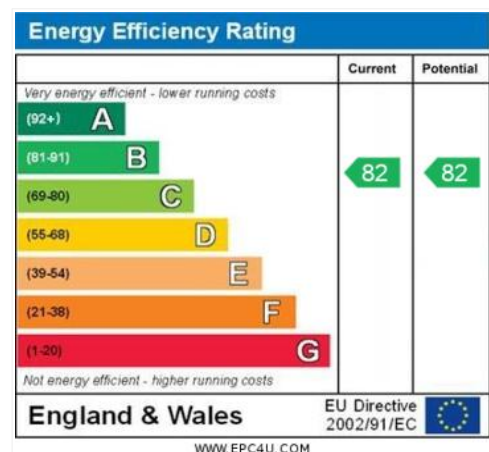 Energy Efficiency Rating
Current Potential
Very energy efficient - lower running costs
(92+) A
(81-91) B
82 82
(69-80) C
(55-68) D
(39-54) E
(21-38) F
(1-20) G
Not energy efficient - higher running costs
England & Wales
EU Directive
2002/91/EC
WWW.EPC4U.COM